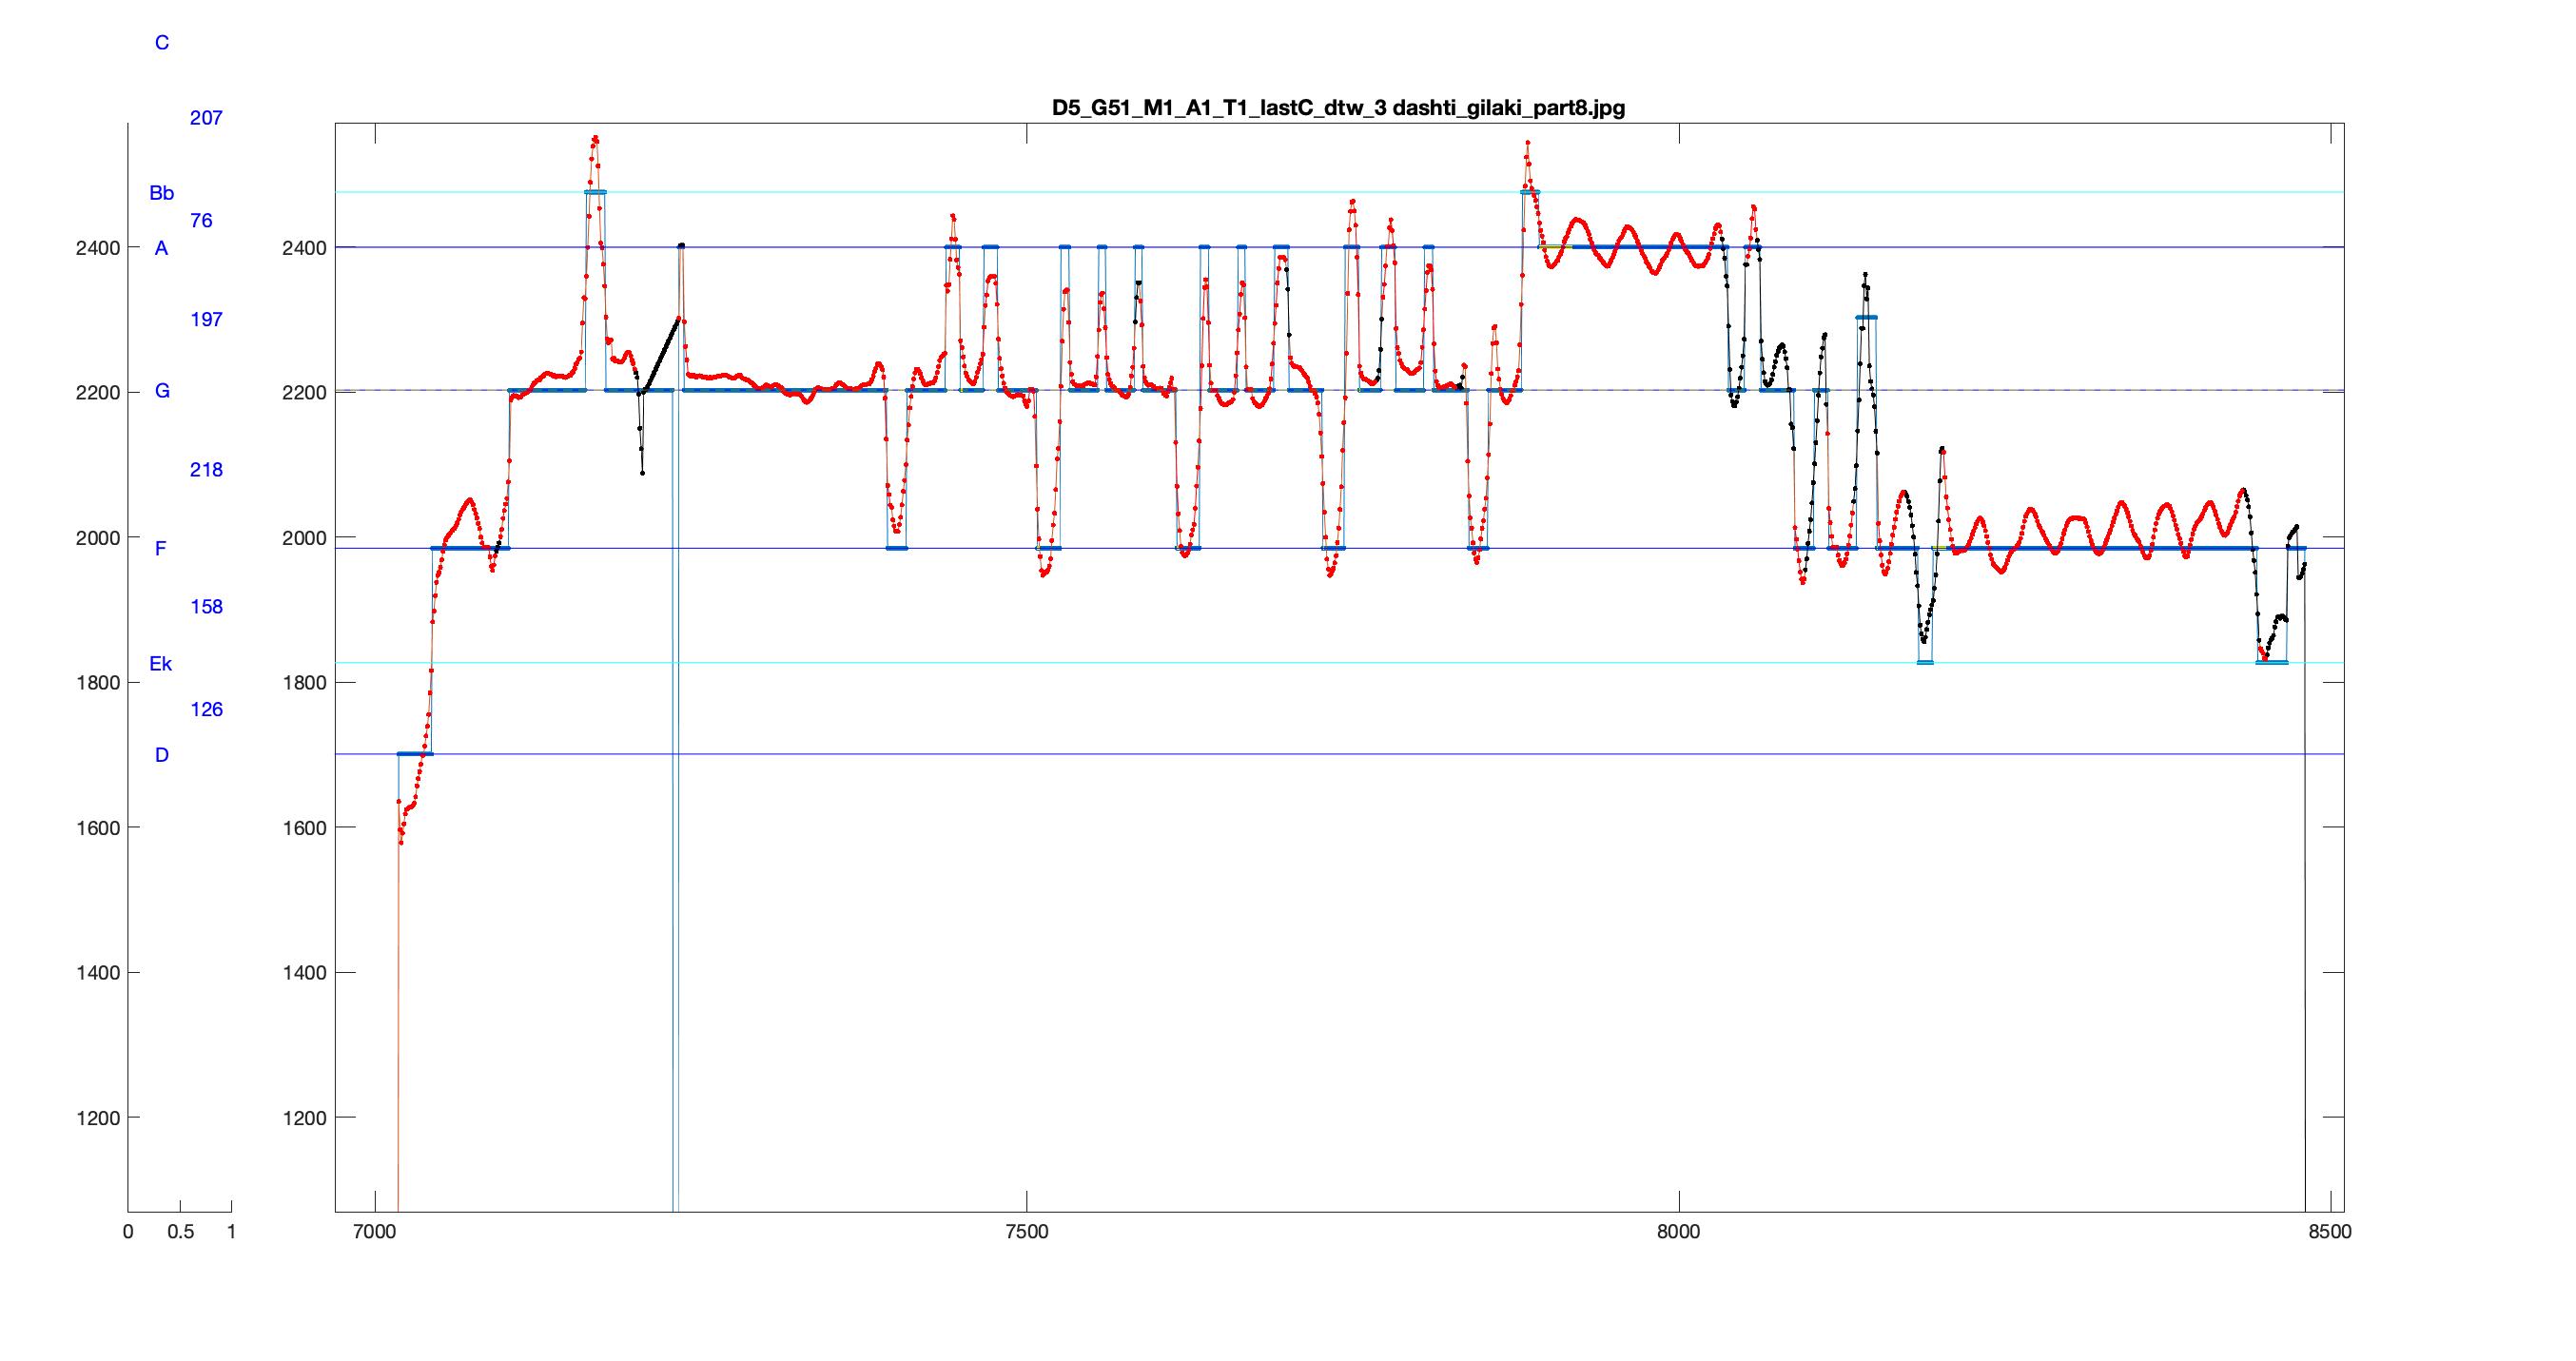 C
207
D5_G51_M1_A1_T1_lastC_dtw_3 dashti_gilaki_part8.jpg
Bb
76
2400 A 2400
197
2200 G 2200
218
2000 F 2000
158
Ek
1800 1800
126
D
1600 1600
1400 1400
1200 1200
0 0.5 1 7000 7500 8000 8500